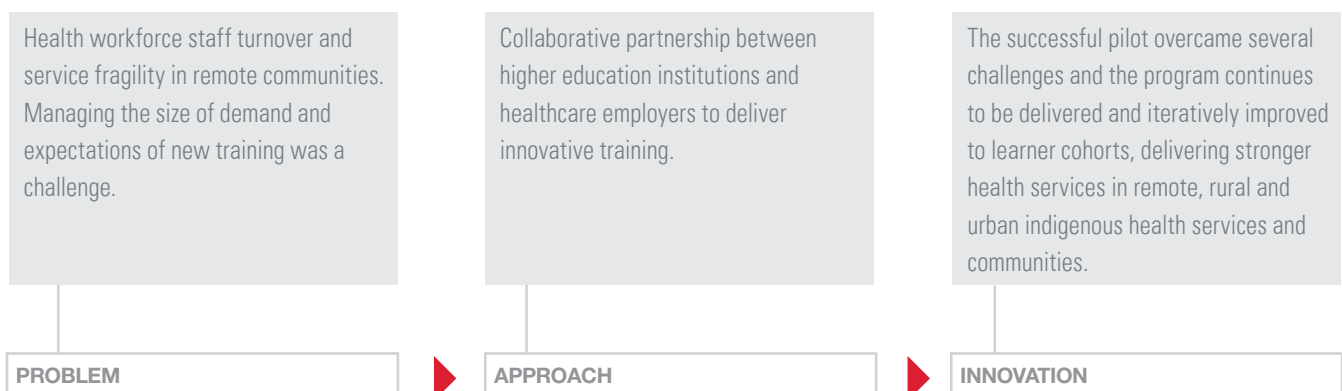 Health workforce staff turnover and
service fragility in remote communities.
Managing the size of demand and
expectations of new training was a
challenge.
PROBLEM
Collaborative partnership between
higher education institutions and
healthcare employers to deliver
innovative training.
APPROACH
The successful pilot overcame several
challenges and the program continues
to be delivered and iteratively improved
to learner cohorts, delivering stronger
health services in remote, rural and
urban indigenous health services and
communities.
INNOVATION